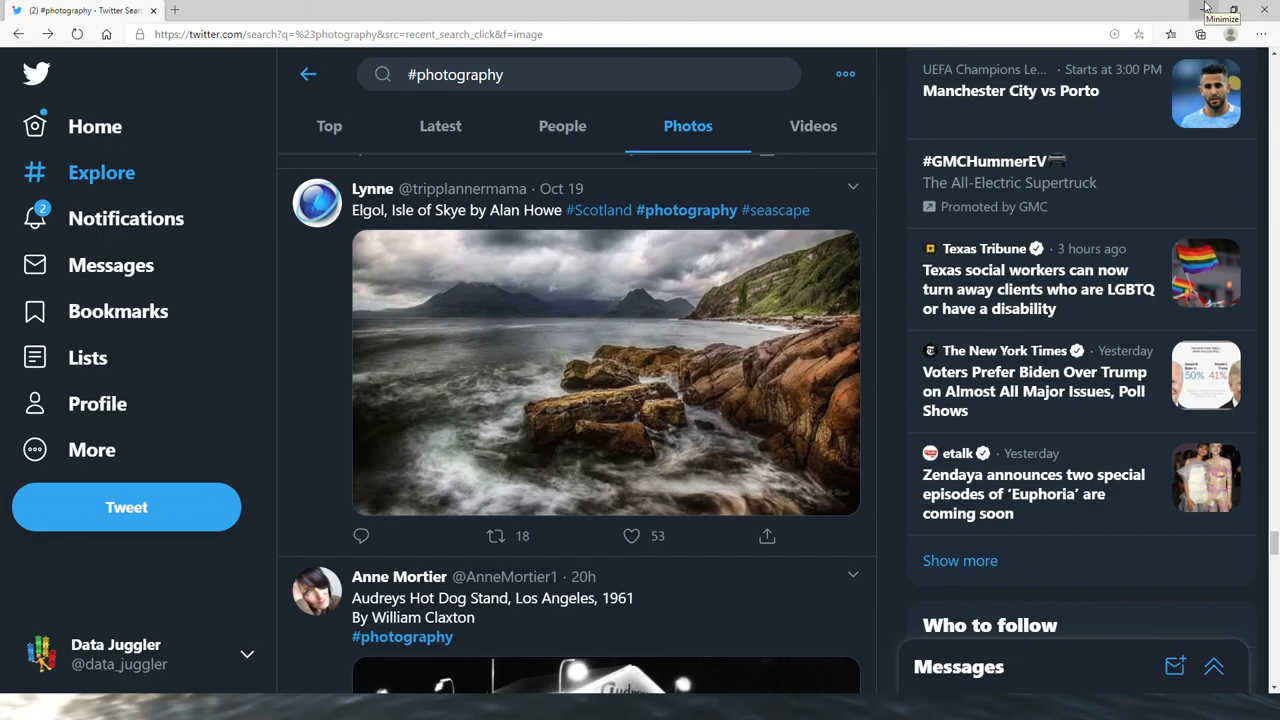 (2) #photography - Twitter Searc
Minimize
https://twitter.com/search?q=%23photography&src=recent_search_click&f=image
#photography
Top
Latest
People
Photos
Videos
Home
Explore
2
Notifications
Messages
Bookmarks
Lists
Profile
More
Tweet
Data Juggler
@data_juggler
Lynne @tripplannermama · Oct 19
Elgol, Isle of Skye by Alan Howe #Scotland #photography #seascape
18
53
Anne Mortier @AnneMortier1 · 20h
Audreys Hot Dog Stand, Los Angeles, 1961
By William Claxton
#photography
UEFA Champions Le... · Starts at 3:00 PM
Manchester City vs Porto
#GMCHummerEV
The All-Electric Supertruck
Promoted by GMC
Texas Tribune · 3 hours ago
Texas social workers can now
turn away clients who are LGBTQ
or have a disability
The New York Times · Yesterday
Voters Prefer Biden Over Trump
on Almost All Major Issues, Poll
Shows
50% 41%
etalk · Yesterday
Zendaya announces two special
episodes of ‘Euphoria’ are
coming soon
Show more
Who to follow
Messages